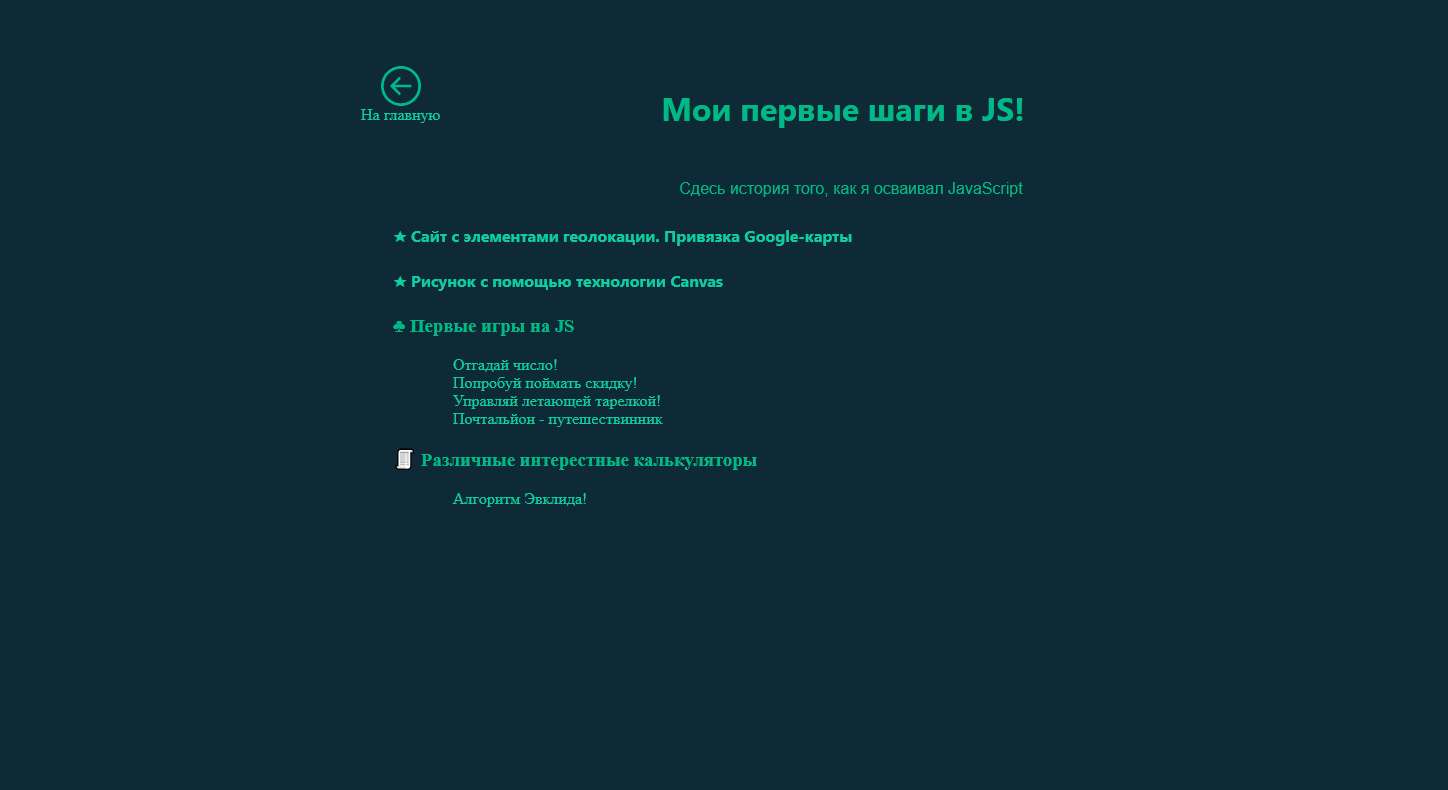 На главную
Мои первые шаги в JS!
Сдесь история того, как я осваивал JavaScript
★ Сайт с элементами геолокации. Привязка Google-карты
★ Рисунок с помощью технологии Canvas
♣ Первые игры на JS
Отгадай число!
Попробуй поймать скидку!
Управляй летающей тарелкой!
Почтальйон - путешествинник
Различные интерестные калькуляторы
Алгоритм Эвклида!